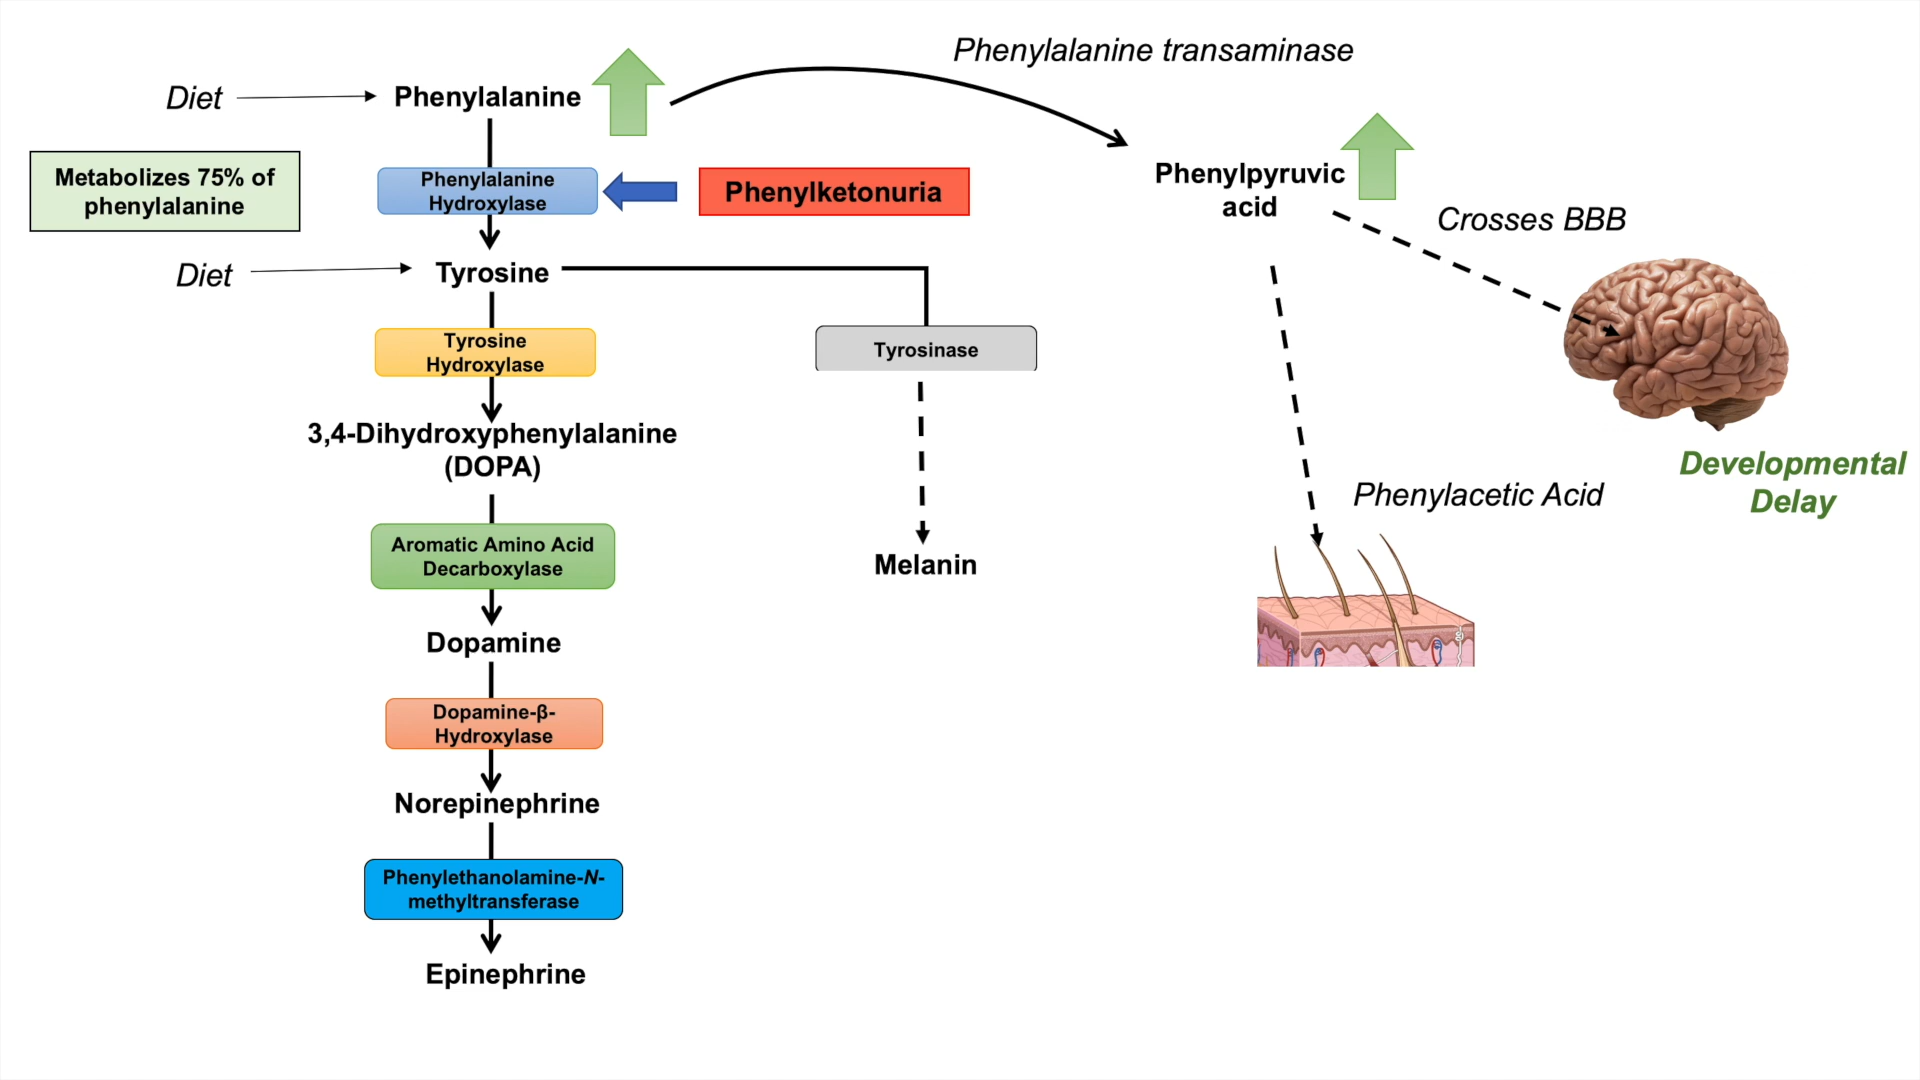 Phenylalanine transaminase
Diet
Phenylalanine
Metabolizes 75% of
phenylalanine
Phenylalanine
Hydroxylase
Phenylketonuria
Phenylpyruvic
acid
Crosses BBB
Diet
Tyrosine
Tyrosine
Hydroxylase
Tyrosinase
3,4-Dihydroxyphenylalanine
(DOPA)
Developmental
Delay
Phenylacetic Acid
Aromatic Amino Acid
Decarboxylase
Melanin
Dopamine
Dopamine-β-
Hydroxylase
Norepinephrine
Phenylethanolamine-N-
methyltransferase
Epinephrine